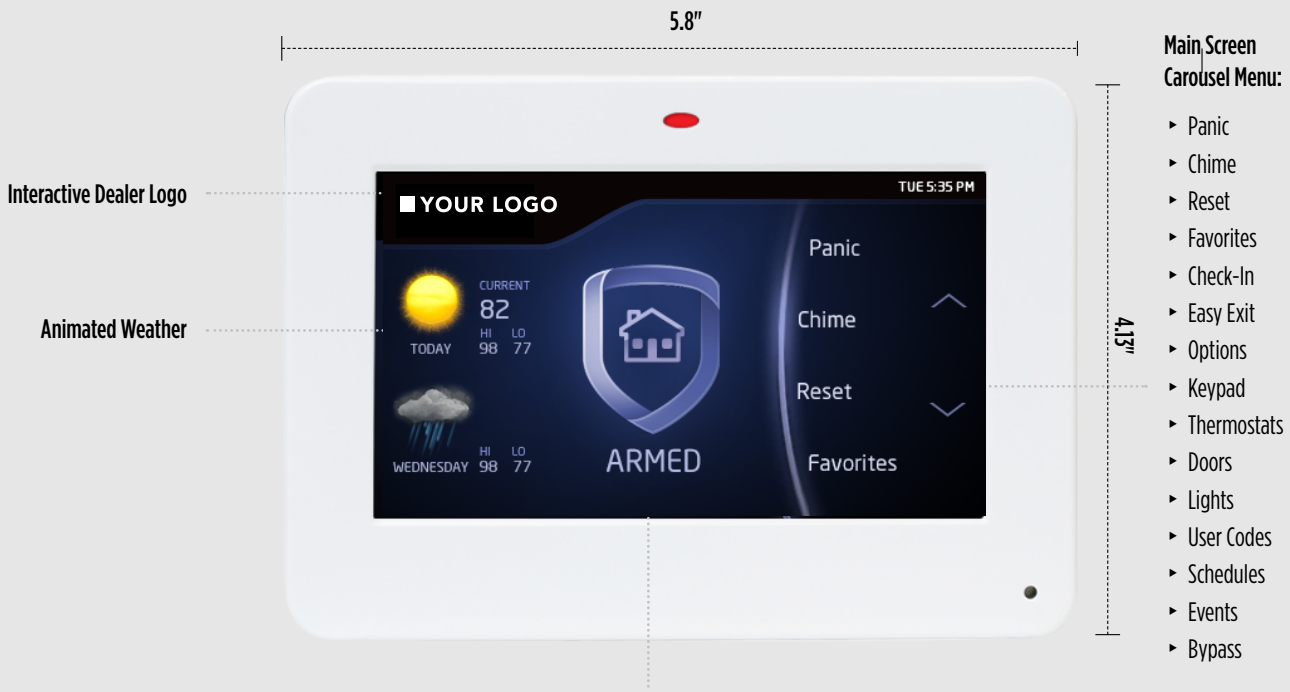 5.8"
Main Screen
Carousel Menu:
▸ Panic
▸ Chime
▸ Reset
▸ Favorites
▸ Check-In
▸ Easy Exit
▸ Options
▸ Keypad
▸ Thermostats
▸ Doors
▸ Lights
▸ User Codes
▸ Schedules
▸ Events
▸ Bypass
4.13"
Interactive Dealer Logo
Animated Weather
YOUR LOGO
TUE 5:35 PM
CURRENT
82
HI LO
98 77
TODAY
HI LO
98 77
WEDNESDAY
ARMED
Panic
Chime
Reset
Favorites